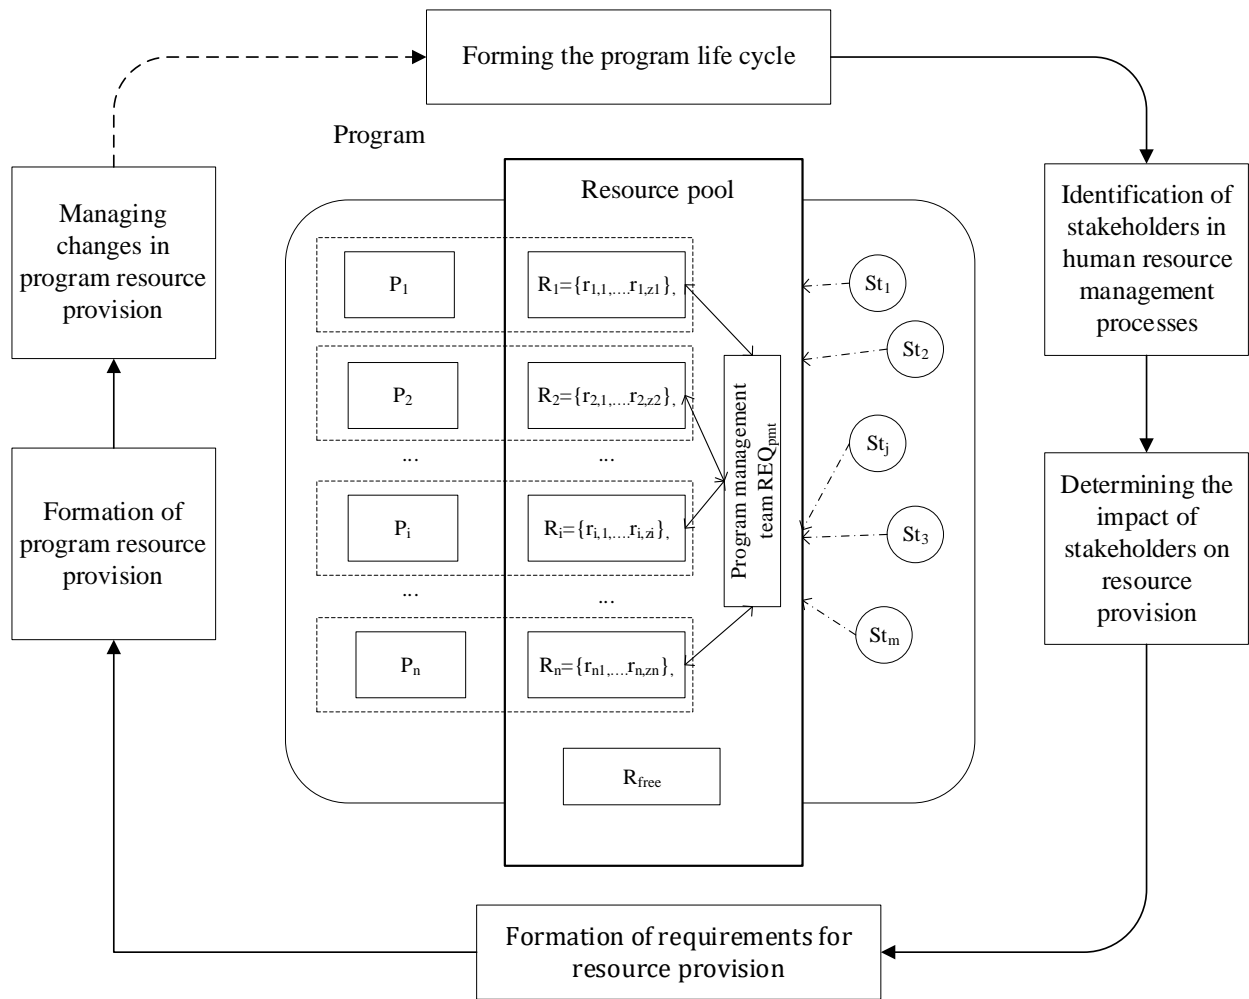 Forming the program life cycle
Program
Resource pool
Managing
changes in
program resource
provision
Identification of
stakeholders in
human resource
management
processes
P₁
R₁={r₁,₁,....r₁,z₁},
St₁
St₂
P₂
R₂={r₂,₁,....r₂,z₂},
... ...
Program management
team REQpmt
Stj
Formation of
program resource
provision
Determining the
impact of
stakeholders on
resource
provision
Pi
Ri={ri,1,....ri,zi},
St₃
... ...
Stm
Pn
Rn={rn1,....rn,zn},
Rfree
Formation of requirements for
resource provision